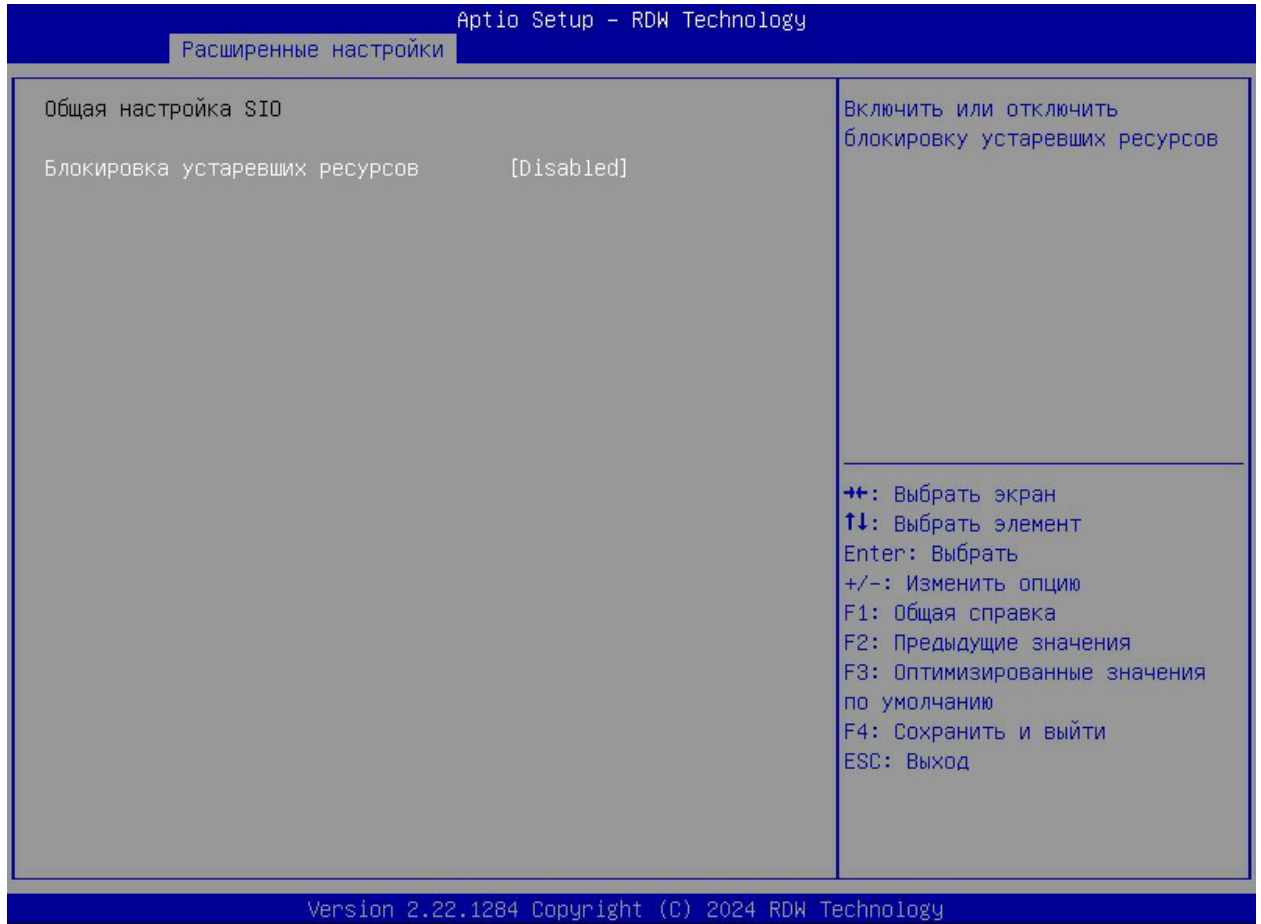 Aptio Setup – RDW Technology
Расширенные настройки
Общая настройка SIO
Блокировка устаревших ресурсов [Disabled]
Включить или отключить
блокировку устаревших ресурсов
→←: Выбрать экран
↑↓: Выбрать элемент
Enter: Выбрать
+/-: Изменить опцию
F1: Общая справка
F2: Предыдущие значения
F3: Оптимизированные значения
по умолчанию
F4: Сохранить и выйти
ESC: Выход
Version 2.22.1284 Copyright (C) 2024 RDW Technology